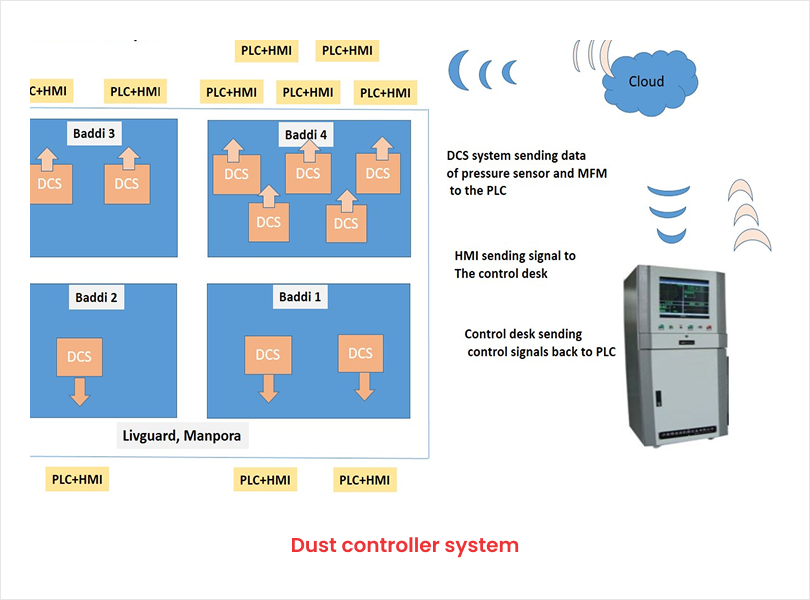 PLC+HMI
PLC+HMI
C+HMI
PLC+HMI
PLC+HMI
PLC+HMI
PLC+HMI
Cloud
Baddi 3
DCS
DCS
Baddi 4
DCS
DCS
DCS
DCS
DCS
DCS system sending data
of pressure sensor and MFM
to the PLC
HMI sending signal to
The control desk
Control desk sending
control signals back to PLC
Baddi 2
DCS
Baddi 1
DCS
DCS
Livguard, Manpora
PLC+HMI
PLC+HMI
PLC+HMI
Dust controller system